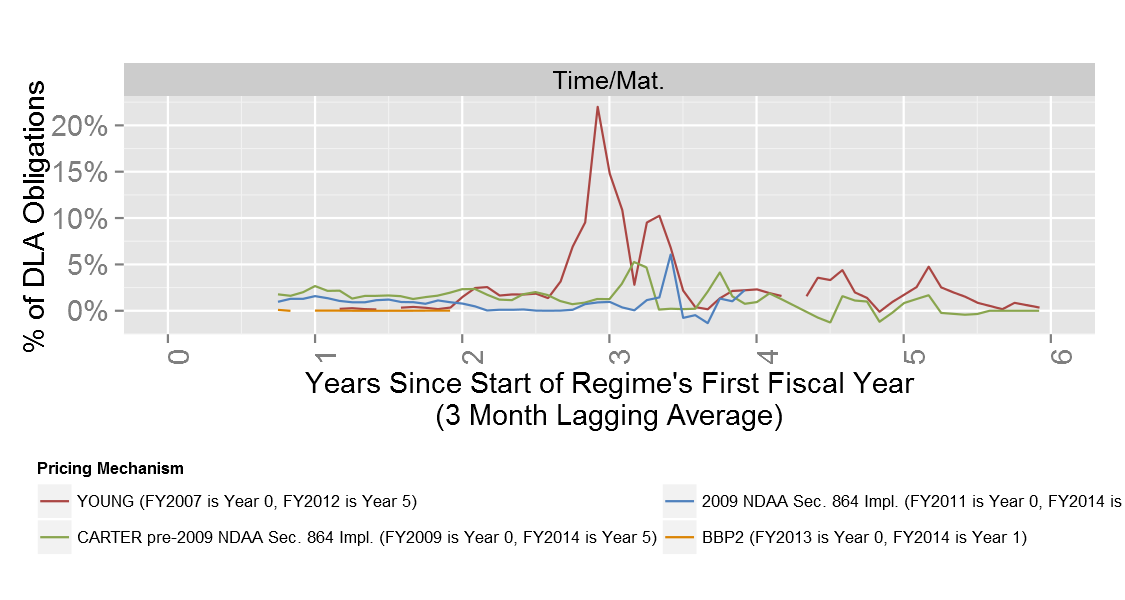 Time/Mat.
% of DLA Obligations
20%
15%
10%
5%
0%
0
1
2
3
4
5
6
Years Since Start of Regime's First Fiscal Year
(3 Month Lagging Average)
Pricing Mechanism
YOUNG (FY2007 is Year 0, FY2012 is Year 5)
2009 NDAA Sec. 864 Impl. (FY2011 is Year 0, FY2014 is
CARTER pre-2009 NDAA Sec. 864 Impl. (FY2009 is Year 0, FY2014 is Year 5)
BBP2 (FY2013 is Year 0, FY2014 is Year 1)